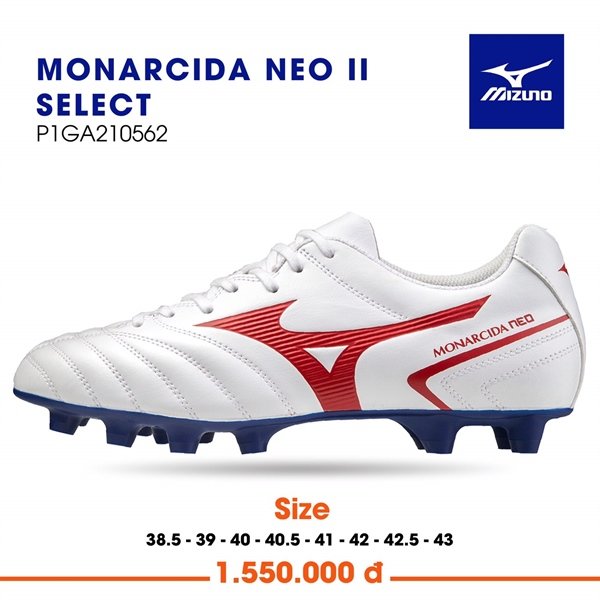 MONARCIDA NEO II
SELECT
P1GA210562
MIZUNO
MONARCIDA NEO
Size
38.5 - 39 - 40 - 40.5 - 41 - 42 - 42.5 - 43
1.550.000 đ